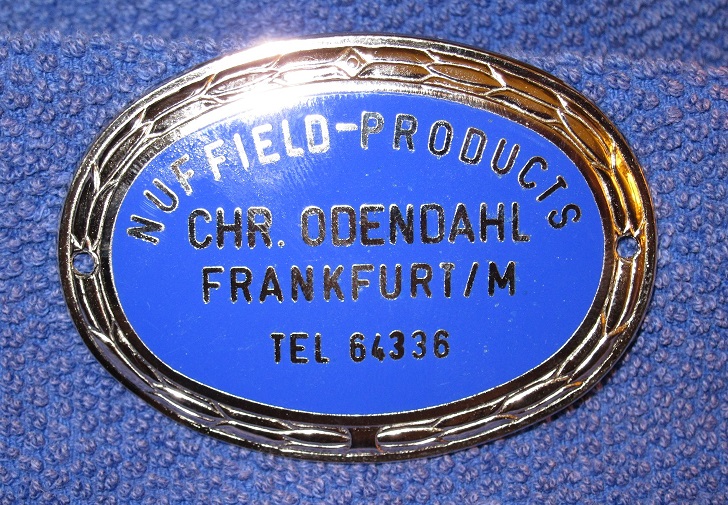 NUFFIELD-PRODUCTS
CHR. ODENDAHL
FRANKFURT/M
TEL 64336